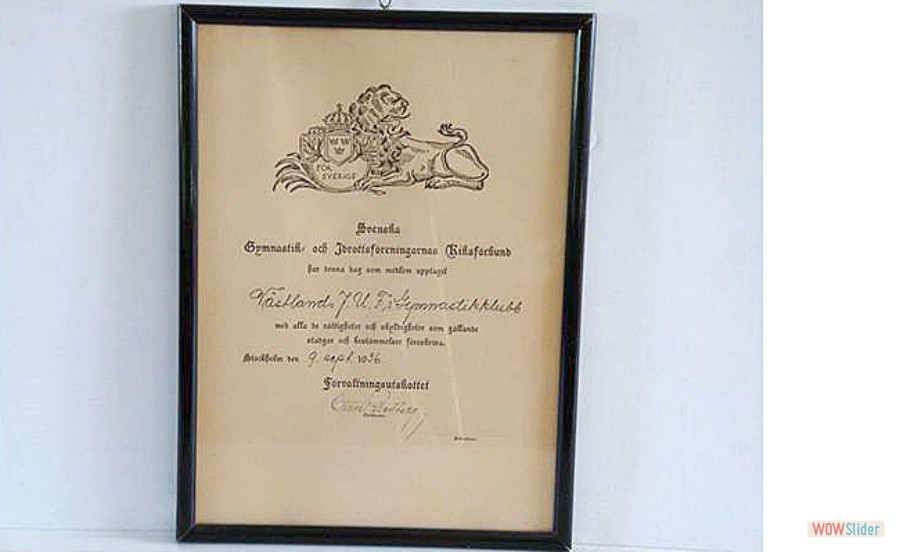 FÖR
SVERIGE
Svenska
Gymnastik- och Idrottsföreningarnas Riksförbund
har denna dag som medlem upptagit
Västlands J. U. F:s Gymnastikklubb
med alla de rättigheter och skyldigheter som gällande
stadgar och bestämmelser föreskriva.
Stockholm den 9 sept. 1936
Förvaltningsutskottet
WOWSlider